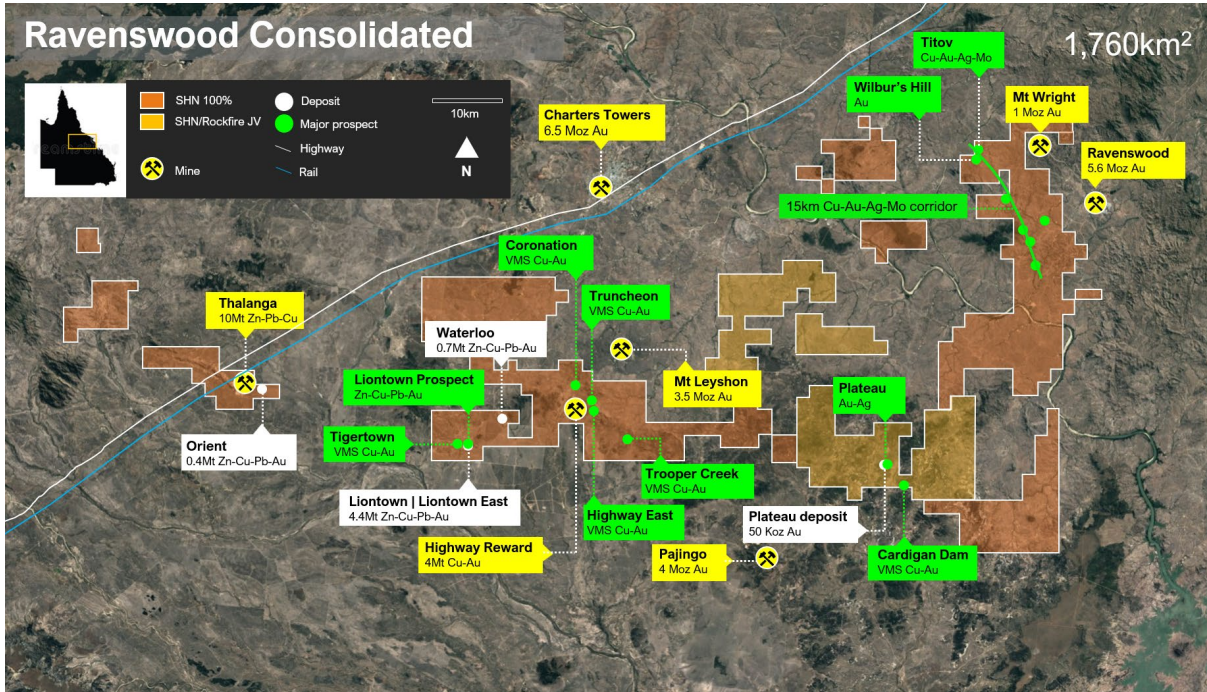 Ravenswood Consolidated
1,760km²
SHN 100%
SHN/Rockfire JV
Mine
Deposit
Major prospect
Highway
Rail
10km
N
Titov
Cu-Au-Ag-Mo
Wilbur's Hill
Au
Mt Wright
1 Moz Au
Ravenswood
5.6 Moz Au
Charters Towers
6.5 Moz Au
15km Cu-Au-Ag-Mo corridor
Coronation
VMS Cu-Au
Truncheon
VMS Cu-Au
Thalanga
10Mt Zn-Pb-Cu
Waterloo
0.7Mt Zn-Cu-Pb-Au
Mt Leyshon
3.5 Moz Au
Liontown Prospect
Zn-Cu-Pb-Au
Plateau
Au-Ag
Tigertown
VMS Cu-Au
Orient
0.4Mt Zn-Cu-Pb-Au
Trooper Creek
VMS Cu-Au
Liontown | Liontown East
4.4Mt Zn-Cu-Pb-Au
Highway East
VMS Cu-Au
Plateau deposit
50 Koz Au
Highway Reward
4Mt Cu-Au
Pajingo
4 Moz Au
Cardigan Dam
VMS Cu-Au